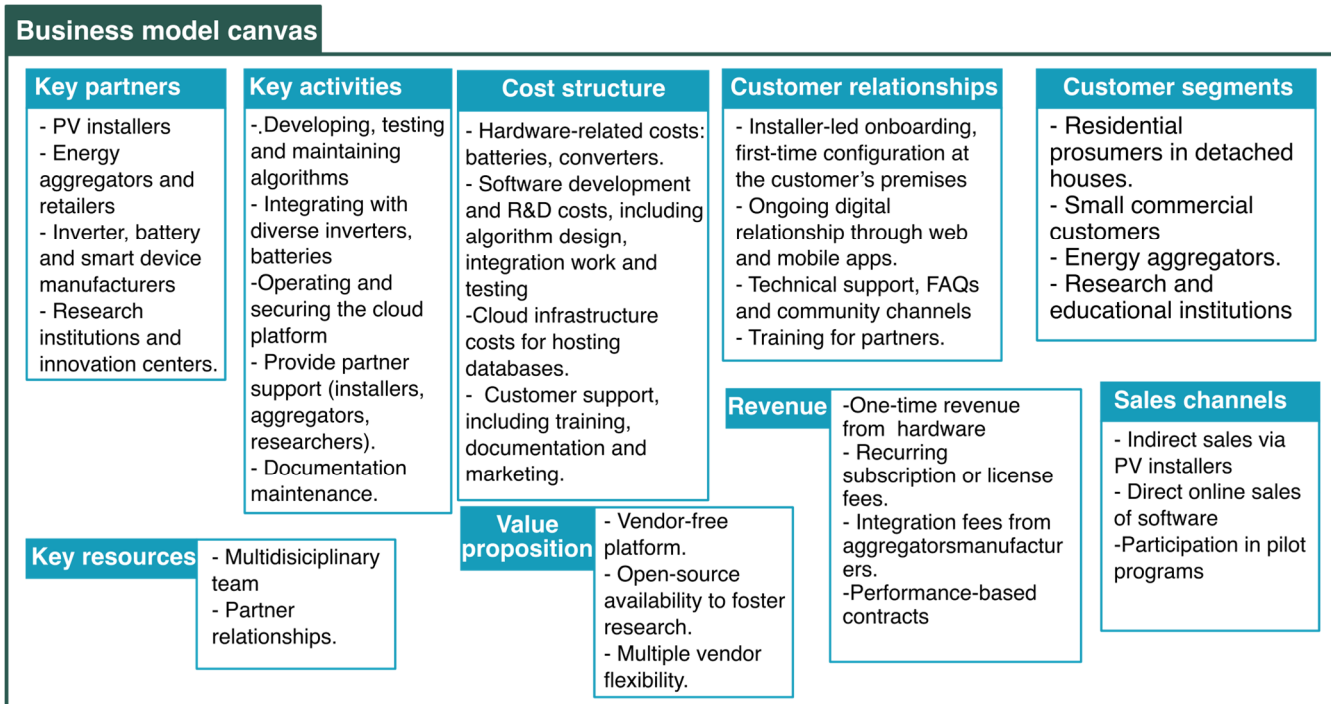 Business model canvas
Key partners
- PV installers
- Energy
aggregators and
retailers
- Inverter, battery
and smart device
manufacturers
- Research
institutions and
innovation centers.
Key activities
-.Developing, testing
and maintaining
algorithms
- Integrating with
diverse inverters,
batteries
-Operating and
securing the cloud
platform
- Provide partner
support (installers,
aggregators,
researchers).
- Documentation
maintenance.
Cost structure
- Hardware-related costs:
batteries, converters.
- Software development
and R&D costs, including
algorithm design,
integration work and
testing
-Cloud infrastructure
costs for hosting
databases.
- Customer support,
including training,
documentation and
marketing.
Customer relationships
- Installer-led onboarding,
first-time configuration at
the customer’s premises
- Ongoing digital
relationship through web
and mobile apps.
- Technical support, FAQs
and community channels
- Training for partners.
Customer segments
- Residential
prosumers in detached
houses.
- Small commercial
customers
- Energy aggregators.
- Research and
educational institutions
Key resources
- Multidisiciplinary
team
- Partner
relationships.
Value
proposition
- Vendor-free
platform.
- Open-source
availability to foster
research.
- Multiple vendor
flexibility.
Revenue
-One-time revenue
from hardware
- Recurring
subscription or license
fees.
- Integration fees from
aggregatorsmanufactur
ers.
-Performance-based
contracts
Sales channels
- Indirect sales via
PV installers
- Direct online sales
of software
-Participation in pilot
programs